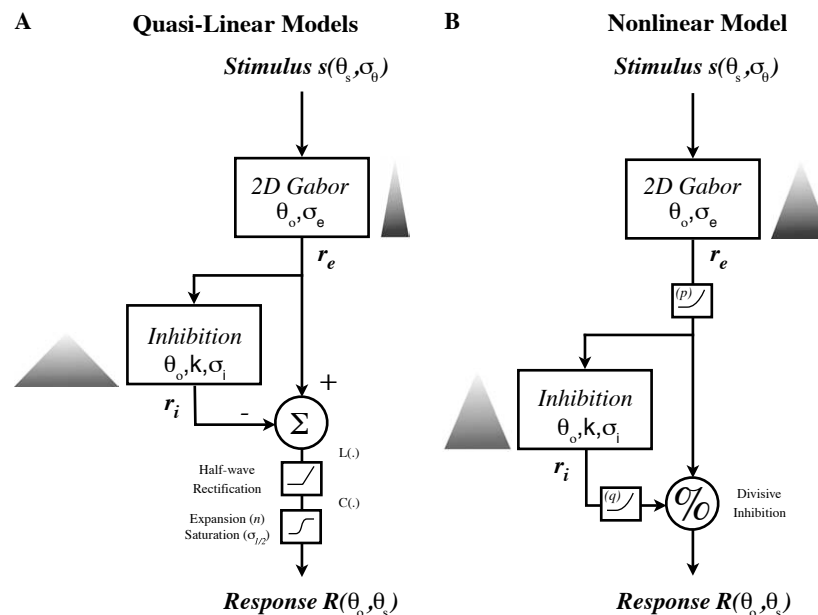 A
Quasi-Linear Models
Stimulus s(θs,σθ)
2D Gabor
θo,σe
re
Inhibition
θo,k,σi
ri
+
-
Σ
L(.)
Half-wave
Rectification
C(.)
Expansion (n)
Saturation (σ1/2)
Response R(θo,θs)
B
Nonlinear Model
Stimulus s(θs,σθ)
2D Gabor
θo,σe
re
(p)
Inhibition
θo,k,σi
ri
(q)
%
Divisive
Inhibition
Response R(θo,θs)